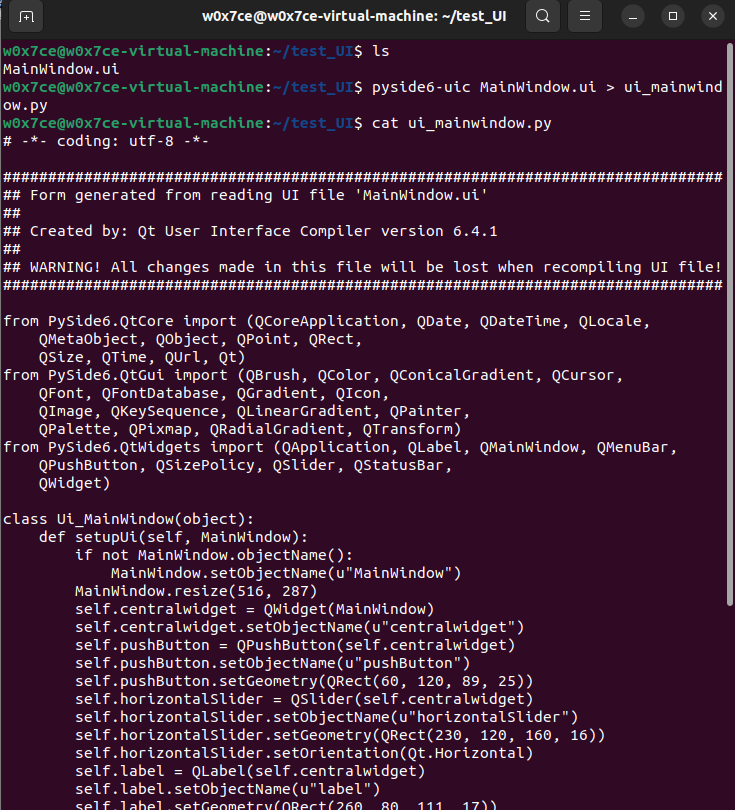 w0x7ce@w0x7ce-virtual-machine: ~/test_UI
w0x7ce@w0x7ce-virtual-machine:~/test_UI$ ls
MainWindow.ui
w0x7ce@w0x7ce-virtual-machine:~/test_UI$ pyside6-uic MainWindow.ui > ui_mainwind
ow.py
w0x7ce@w0x7ce-virtual-machine:~/test_UI$ cat ui_mainwindow.py
# -*- coding: utf-8 -*-
################################################################################
## Form generated from reading UI file 'MainWindow.ui'
##
## Created by: Qt User Interface Compiler version 6.4.1
##
## WARNING! All changes made in this file will be lost when recompiling UI file!
################################################################################
from PySide6.QtCore import (QCoreApplication, QDate, QDateTime, QLocale,
    QMetaObject, QObject, QPoint, QRect,
    QSize, QTime, QUrl, Qt)
from PySide6.QtGui import (QBrush, QColor, QConicalGradient, QCursor,
    QFont, QFontDatabase, QGradient, QIcon,
    QImage, QKeySequence, QLinearGradient, QPainter,
    QPalette, QPixmap, QRadialGradient, QTransform)
from PySide6.QtWidgets import (QApplication, QLabel, QMainWindow, QMenuBar,
    QPushButton, QSizePolicy, QSlider, QStatusBar,
    QWidget)
class Ui_MainWindow(object):
    def setupUi(self, MainWindow):
        if not MainWindow.objectName():
            MainWindow.setObjectName(u"MainWindow")
        MainWindow.resize(516, 287)
        self.centralwidget = QWidget(MainWindow)
        self.centralwidget.setObjectName(u"centralwidget")
        self.pushButton = QPushButton(self.centralwidget)
        self.pushButton.setObjectName(u"pushButton")
        self.pushButton.setGeometry(QRect(60, 120, 89, 25))
        self.horizontalSlider = QSlider(self.centralwidget)
        self.horizontalSlider.setObjectName(u"horizontalSlider")
        self.horizontalSlider.setGeometry(QRect(230, 120, 160, 16))
        self.horizontalSlider.setOrientation(Qt.Horizontal)
        self.label = QLabel(self.centralwidget)
        self.label.setObjectName(u"label")
        self.label.setGeometry(QRect(260, 80, 111, 17))